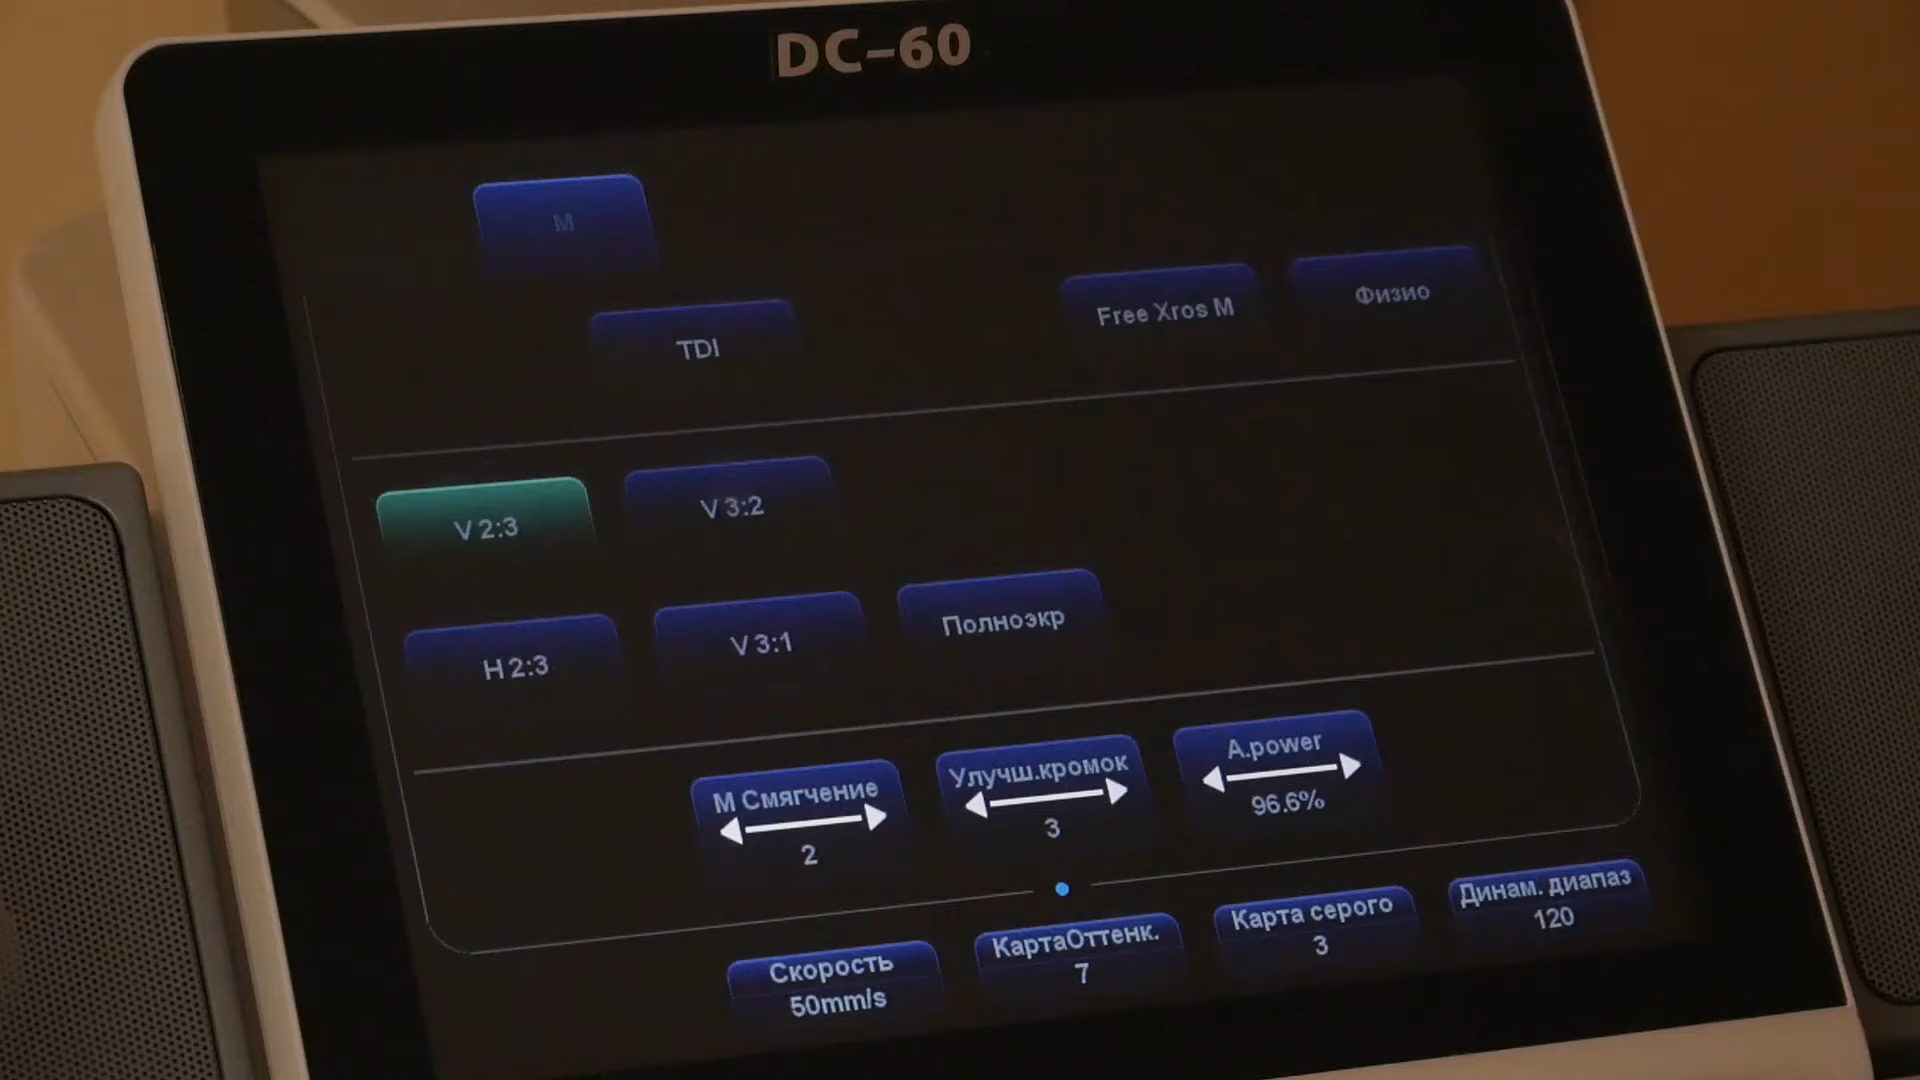 DC-60
M
TDI
Free Xros M
Физио
V 2:3
V 3:2
H 2:3
V 3:1
Полноэкр
M Смягчение
2
Улучш.кромок
3
A.power
96.6%
Скорость
50mm/s
КартаОттенк.
7
Карта серого
3
Динам. диапаз
120